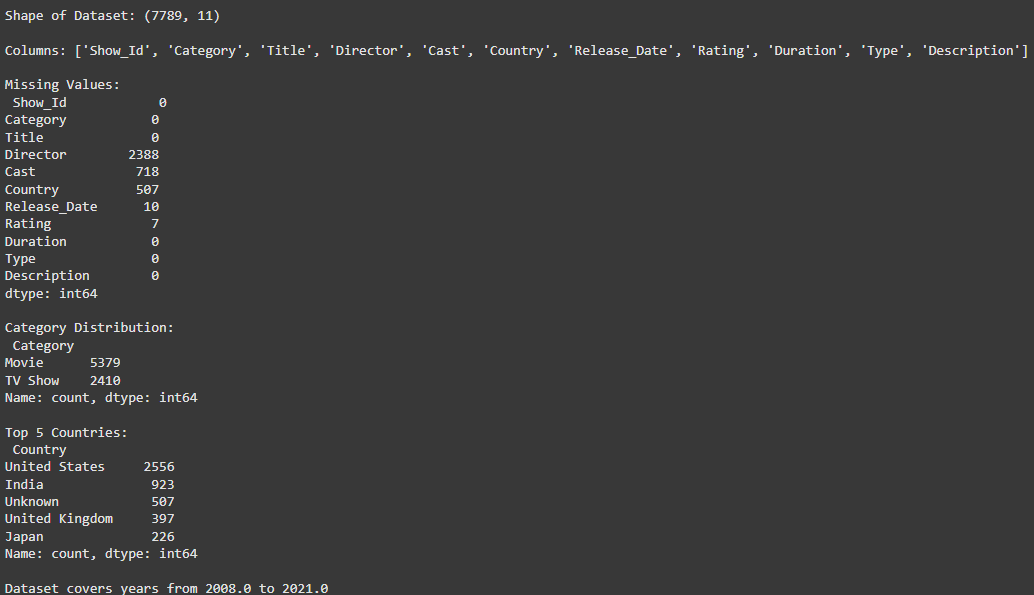 Shape of Dataset: (7789, 11)
Columns: ['Show_Id', 'Category', 'Title', 'Director', 'Cast', 'Country', 'Release_Date', 'Rating', 'Duration', 'Type', 'Description']
Missing Values:
Show_Id 0
Category 0
Title 0
Director 2388
Cast 718
Country 507
Release_Date 10
Rating 7
Duration 0
Type 0
Description 0
dtype: int64
Category Distribution:
Category
Movie 5379
TV Show 2410
Name: count, dtype: int64
Top 5 Countries:
Country
United States 2556
India 923
Unknown 507
United Kingdom 397
Japan 226
Name: count, dtype: int64
Dataset covers years from 2008.0 to 2021.0